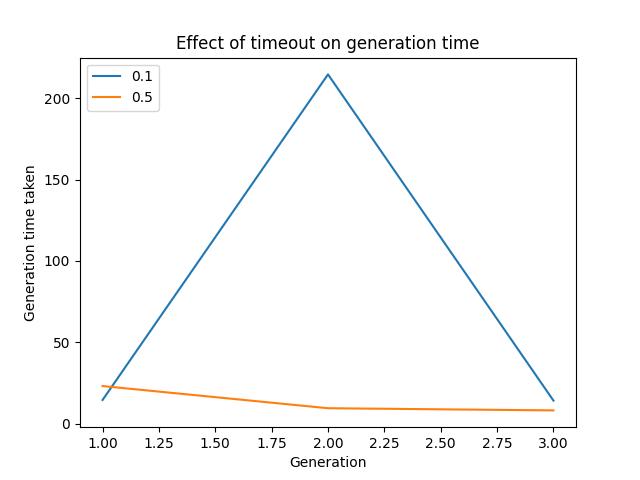 Effect of timeout on generation time
0.1
0.5
Generation time taken
200
150
100
50
0
1.00 1.25 1.50 1.75 2.00 2.25 2.50 2.75 3.00
Generation